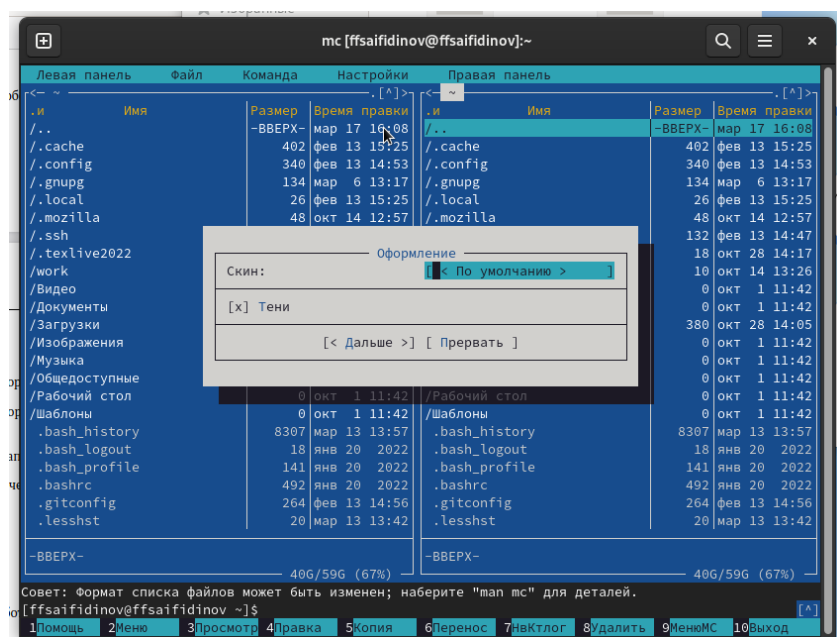 Избранные
mc [ffsaifidinov@ffsaifidinov]:~
Левая панель Файл Команда Настройки Правая панель
<— ~ .[^]> <— ~ .[^]>
.и Имя Размер Время правки .и Имя Размер Время правки
/.. -ВВЕРХ- мар 17 16:08 /.. -ВВЕРХ- мар 17 16:08
/.cache 402 фев 13 15:25 /.cache 402 фев 13 15:25
/.config 340 фев 13 14:53 /.config 340 фев 13 14:53
/.gnupg 134 мар 6 13:17 /.gnupg 134 мар 6 13:17
/.local 26 фев 13 15:25 /.local 26 фев 13 15:25
/.mozilla 48 окт 14 12:57 /.mozilla 48 окт 14 12:57
/.ssh 132 фев 13 14:47
/.texlive2022 Оформление 18 окт 28 14:17
/work Скин: [ < По умолчанию > ] 10 окт 14 13:26
/Видео 0 окт 1 11:42
/Документы [x] Тени 0 окт 1 11:42
/Загрузки 380 окт 28 14:05
/Изображения [< Дальше >] [ Прервать ] 0 окт 1 11:42
/Музыка 0 окт 1 11:42
/Общедоступные 0 окт 1 11:42
/Рабочий стол 0 окт 1 11:42 /Рабочий стол 0 окт 1 11:42
/Шаблоны 0 окт 1 11:42 /Шаблоны 0 окт 1 11:42
.bash_history 8307 мар 13 13:57 .bash_history 8307 мар 13 13:57
.bash_logout 18 янв 20 2022 .bash_logout 18 янв 20 2022
.bash_profile 141 янв 20 2022 .bash_profile 141 янв 20 2022
.bashrc 492 янв 20 2022 .bashrc 492 янв 20 2022
.gitconfig 264 фев 13 14:56 .gitconfig 264 фев 13 14:56
.lesshst 20 мар 13 13:42 .lesshst 20 мар 13 13:42
-ВВЕРХ- -ВВЕРХ-
40G/59G (67%) 40G/59G (67%)
Совет: Формат списка файлов может быть изменен; наберите "man mc" для деталей.
[ffsaifidinov@ffsaifidinov ~]$ [^]
1Помощь 2Меню 3Просмотр 4Правка 5Копия 6Перенос 7НвКтлог 8Удалить 9МенюMC 10Выход